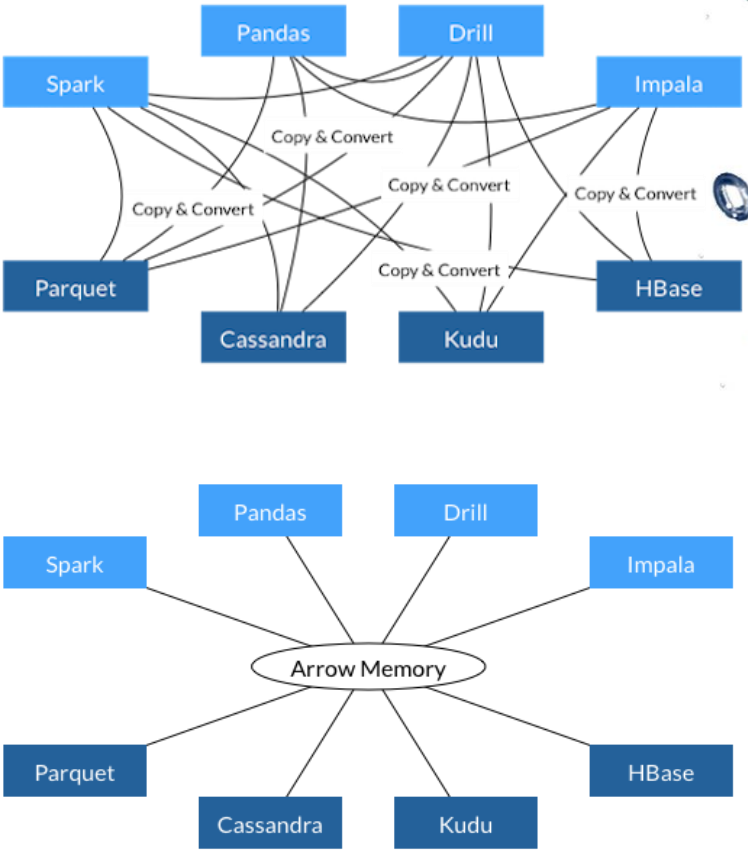 Pandas
Drill
Spark
Impala
Copy & Convert
Copy & Convert
Copy & Convert
Copy & Convert
Copy & Convert
Parquet
HBase
Cassandra
Kudu
Pandas
Drill
Spark
Impala
Arrow Memory
Parquet
HBase
Cassandra
Kudu